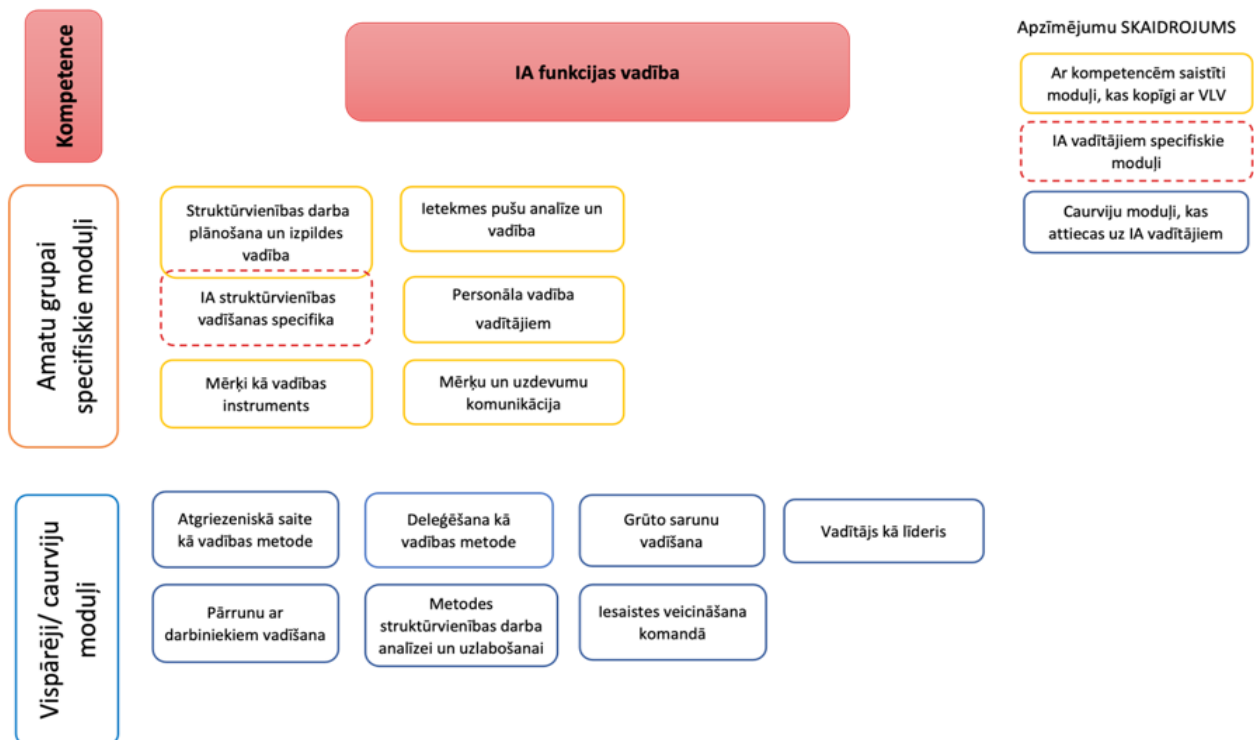 Kompetence
IA funkcijas vadība
Apzīmējumu SKAIDROJUMS
Ar kompetencēm saistīti
moduļi, kas kopīgi ar VLV
IA vadītājiem specifiskie
moduļi
Caurviju moduļi, kas
attiecas uz IA vadītājiem
Amatu grupai
specifiskie moduļi
Struktūrvienības darba
plānošana un izpildes
vadība
Ietekmes pušu analīze un
vadība
IA struktūrvienības
vadīšanas specifika
Personāla vadība
vadītājiem
Mērķi kā vadības
instruments
Mērķu un uzdevumu
komunikācija
Vispārēji/ caurviju
moduļi
Atgriezeniskā saite
kā vadības metode
Deleģēšana kā
vadības metode
Grūto sarunu
vadīšana
Vadītājs kā līderis
Pārrunu ar
darbiniekiem vadīšana
Metodes
struktūrvienības darba
analīzei un uzlabošanai
Iesaistes veicināšana
komandā